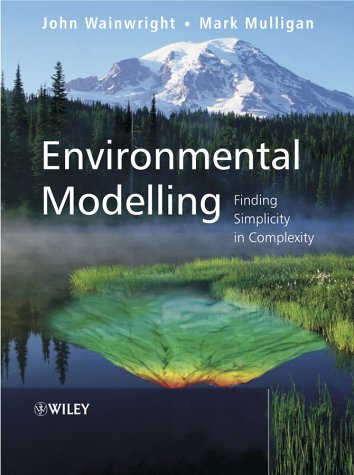 John Wainwright • Mark Mulligan
Environmental
Modelling
Finding
Simplicity
in Complexity
WILEY